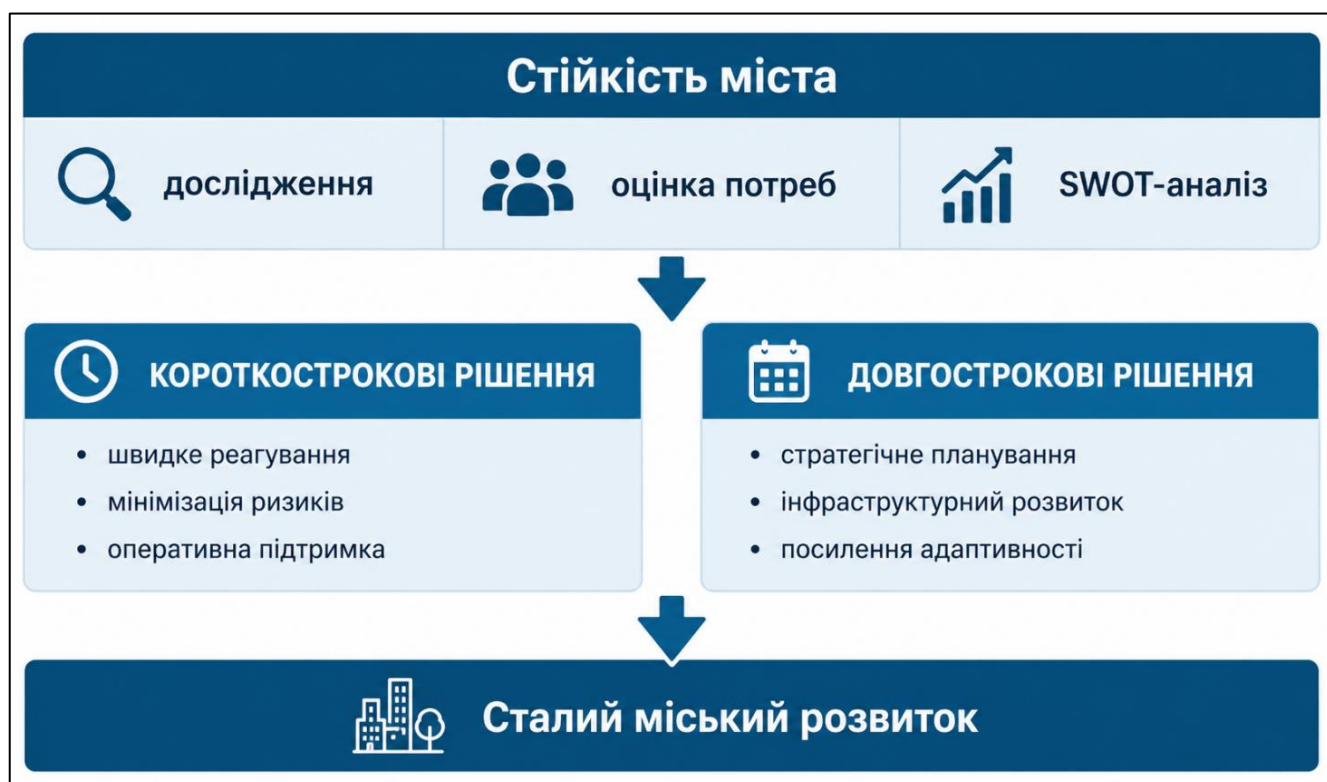 Стійкість міста
дослідження
оцінка потреб
SWOT-аналіз
КОРОТКОСТРОКОВІ РІШЕННЯ
• швидке реагування
• мінімізація ризиків
• оперативна підтримка
ДОВГОСТРОКОВІ РІШЕННЯ
• стратегічне планування
• інфраструктурний розвиток
• посилення адаптивності
Сталий міський розвиток